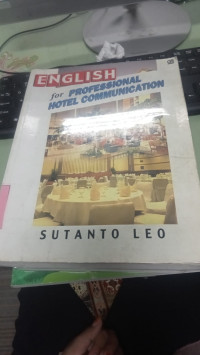 ENGLISH
for PROFESSIONAL
HOTEL COMMUNICATION
SUTANTO LEO